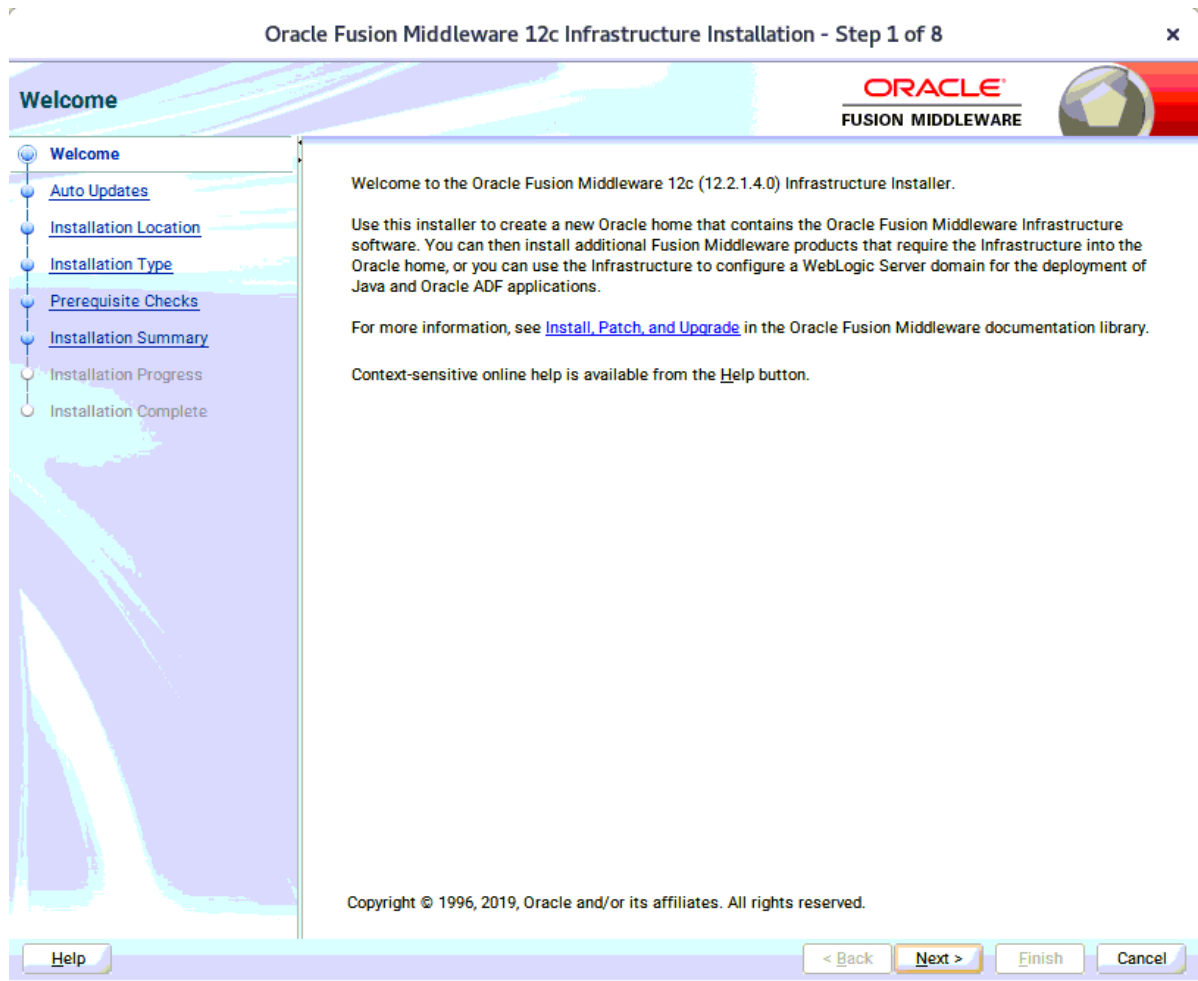 Oracle Fusion Middleware 12c Infrastructure Installation - Step 1 of 8
×
Welcome
ORACLE®
FUSION MIDDLEWARE
Welcome
Auto Updates
Installation Location
Installation Type
Prerequisite Checks
Installation Summary
Installation Progress
Installation Complete
Welcome to the Oracle Fusion Middleware 12c (12.2.1.4.0) Infrastructure Installer.
Use this installer to create a new Oracle home that contains the Oracle Fusion Middleware Infrastructure
software. You can then install additional Fusion Middleware products that require the Infrastructure into the
Oracle home, or you can use the Infrastructure to configure a WebLogic Server domain for the deployment of
Java and Oracle ADF applications.
For more information, see Install, Patch, and Upgrade in the Oracle Fusion Middleware documentation library.
Context-sensitive online help is available from the Help button.
Copyright © 1996, 2019, Oracle and/or its affiliates. All rights reserved.
Help
< Back
Next >
Finish
Cancel